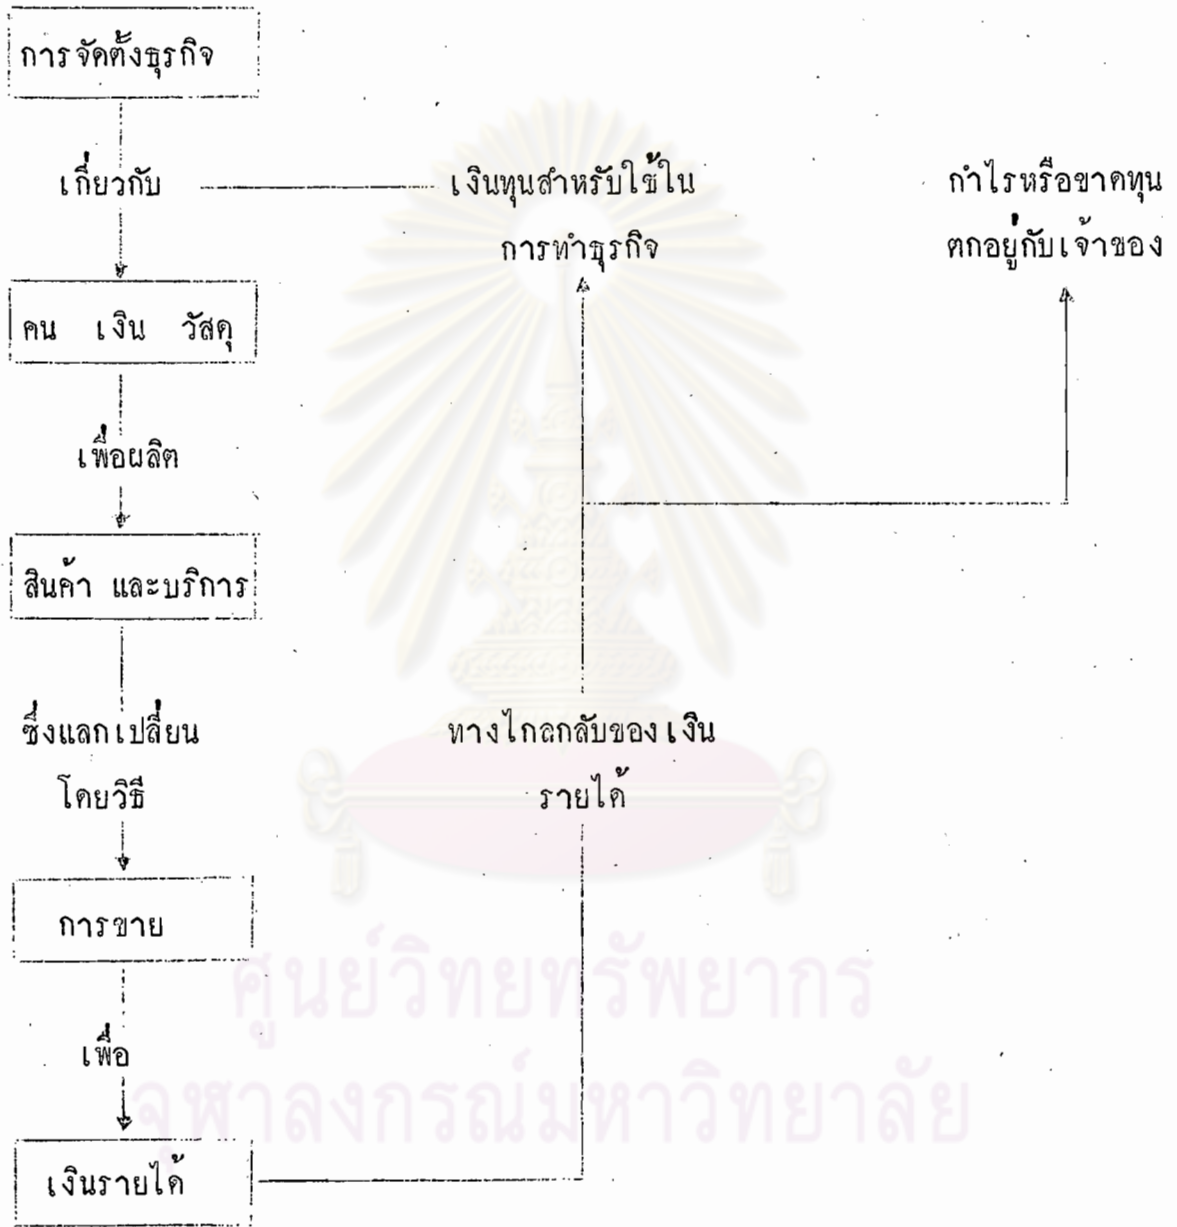 การจัดตั้งธุรกิจ
เกี่ยวกับ
เงินทุนสำหรับใช้ใน
การทำธุรกิจ
กำไรหรือขาดทุน
ตกอยู่กับเจ้าของ
คน เงิน วัสดุ
เพื่อผลิต
สินค้า และบริการ
ซึ่งแลกเปลี่ยน
โดยวิธี
ทางไกลกลับของเงิน
รายได้
การขาย
ศูนย์วิทยทรัพยากร
เพื่อ
จุฬาลงกรณ์มหาวิทยาลัย
เงินรายได้